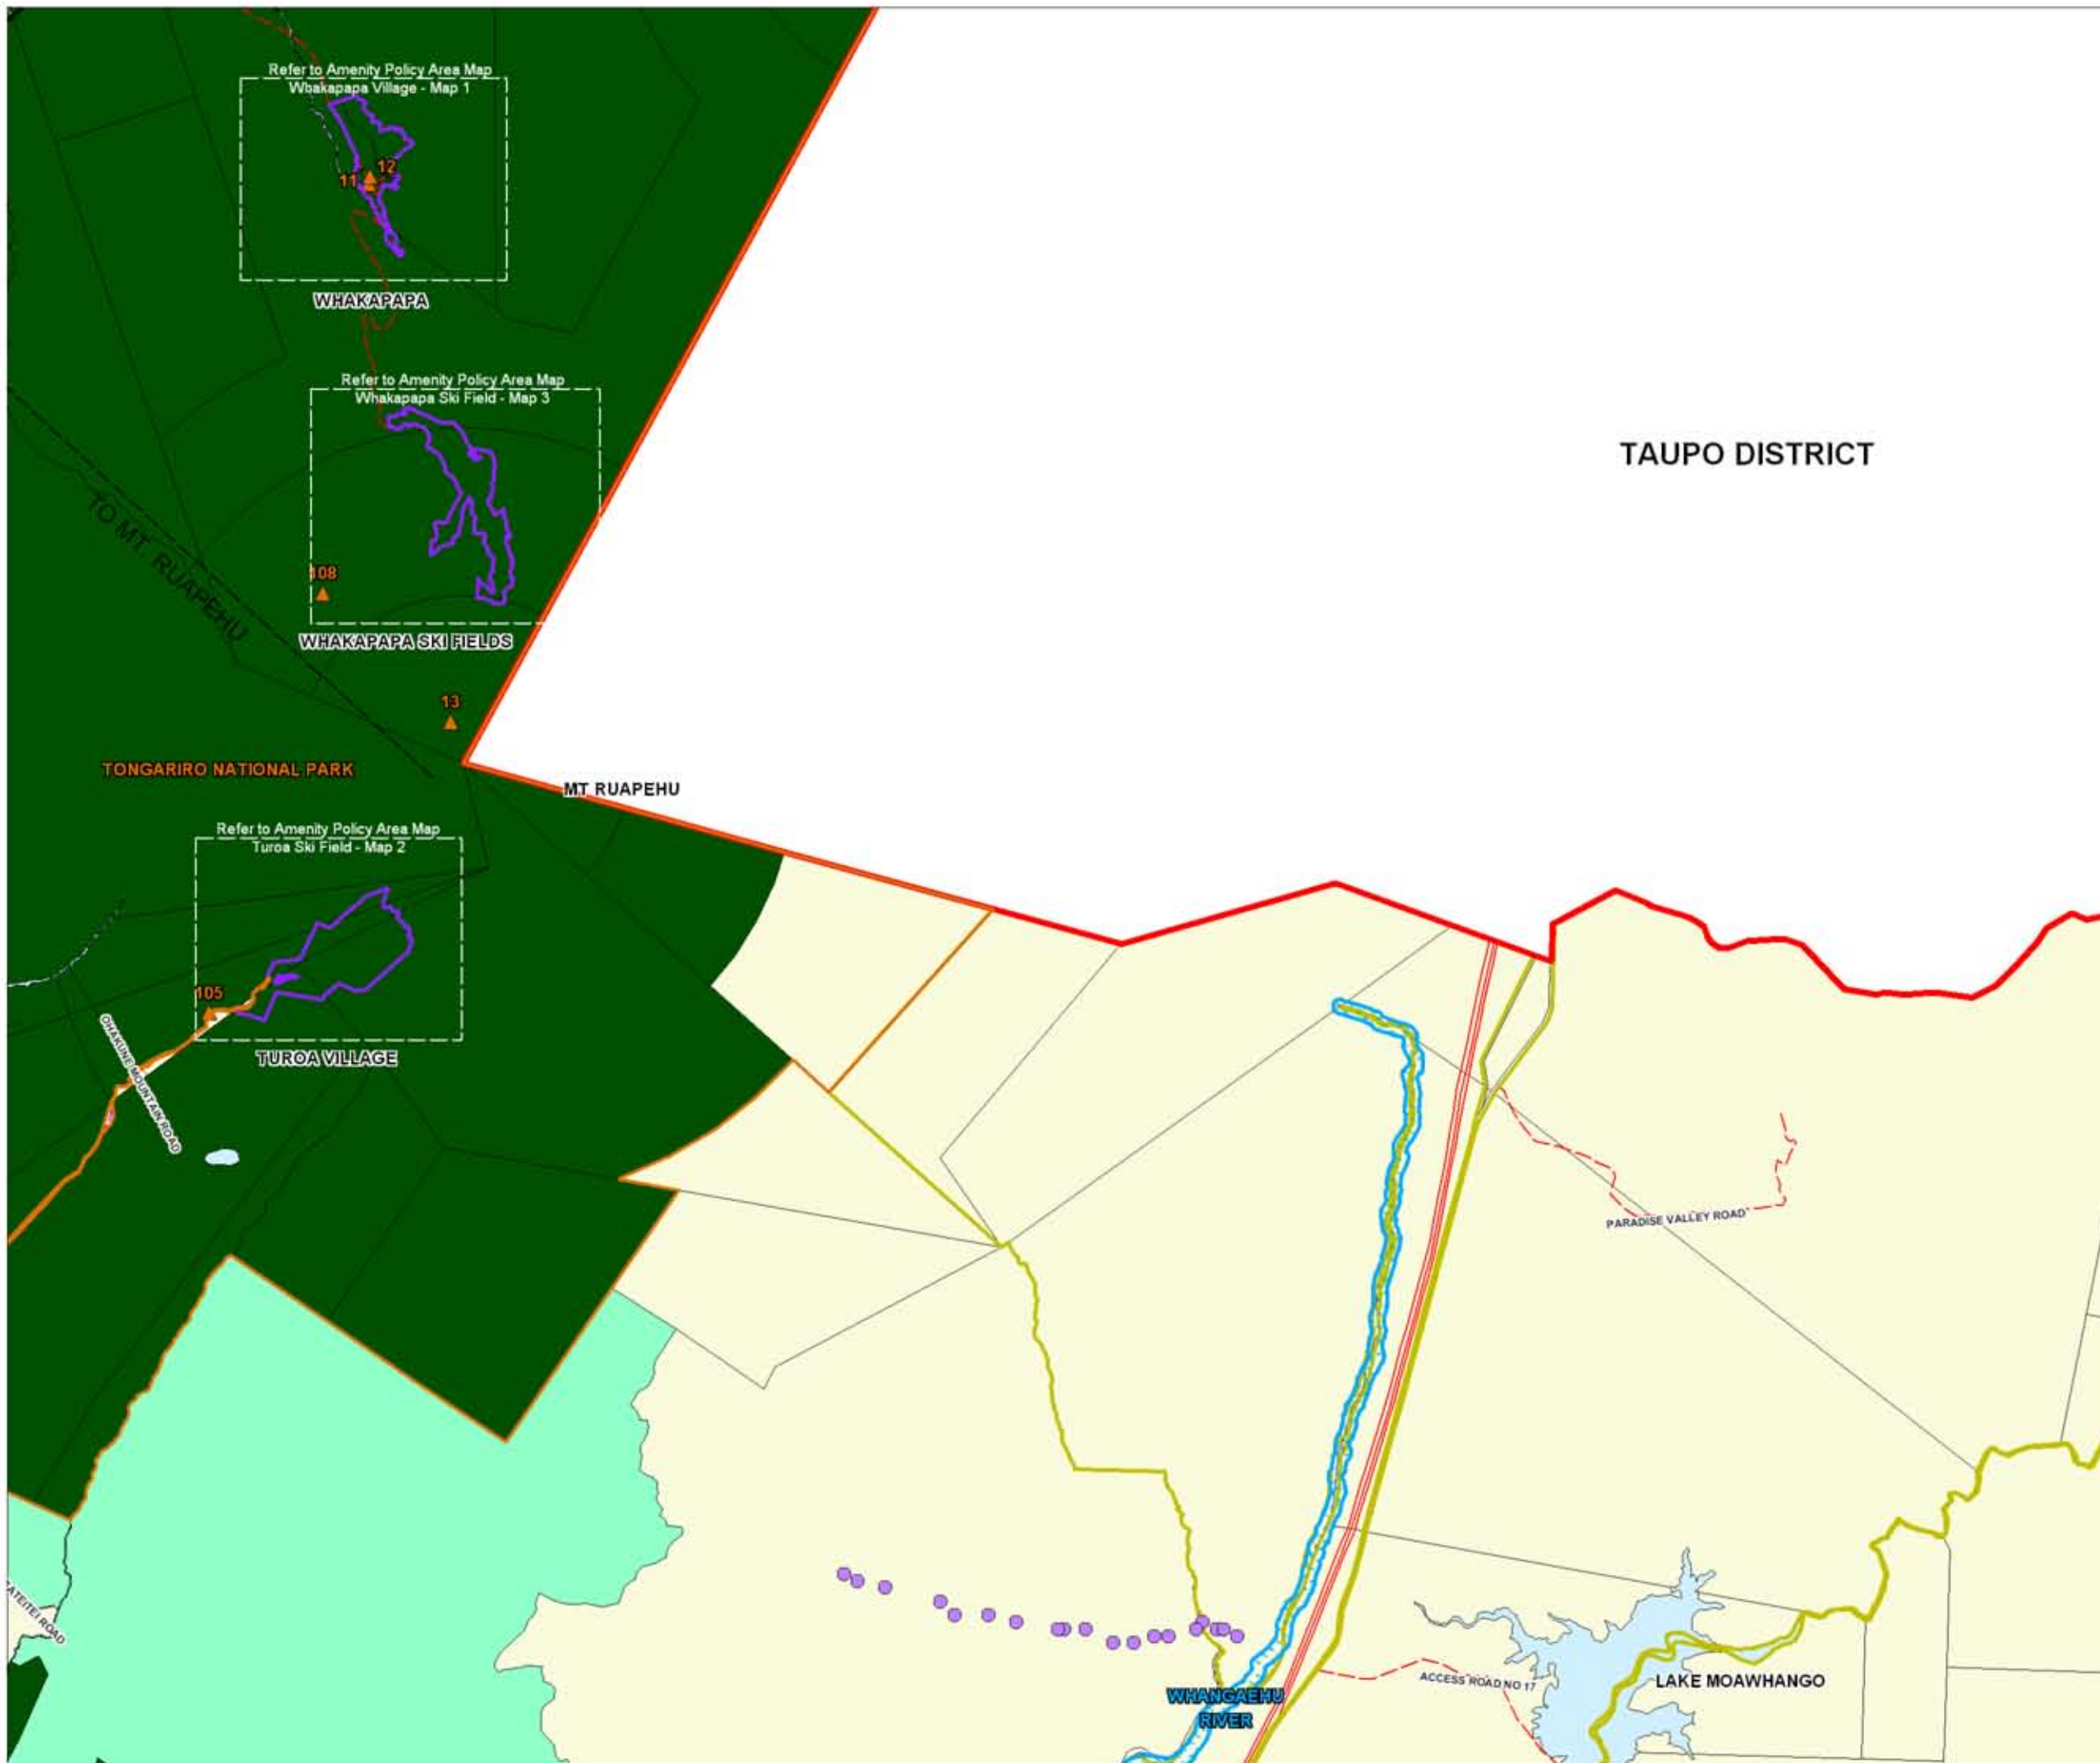 Refer to Amenity Policy Area Map
Whakapapa Village - Map 1
12
11
WHAKAPAPA
Refer to Amenity Policy Area Map
Whakapapa Ski Field - Map 3
TAUPO DISTRICT
TO MT. RUAPEHU
108
WHAKAPAPA SKI FIELDS
13
TONGARIRO NATIONAL PARK
MT RUAPEHU
Refer to Amenity Policy Area Map
Turoa Ski Field - Map 2
105
OHAKUNE MOUNTAIN ROAD
TUROA VILLAGE
PARADISE VALLEY ROAD
ROAD
ACCESS ROAD NO 17
LAKE MOAWHANGO
WHANGAEHU
RIVER